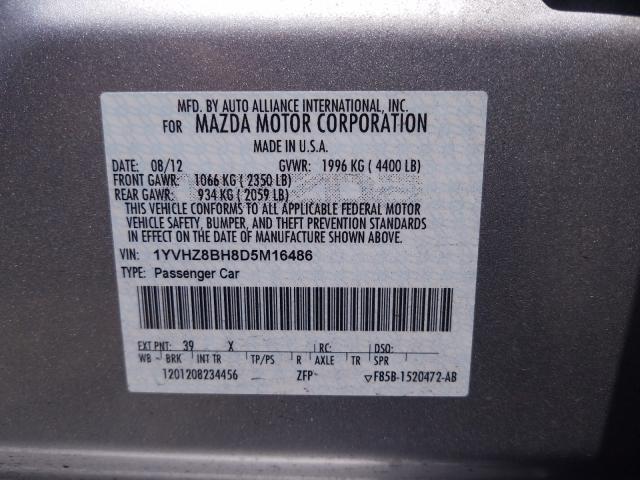 MFD. BY AUTO ALLIANCE INTERNATIONAL, INC.
FOR MAZDA MOTOR CORPORATION
MADE IN U.S.A.
DATE: 08/12 GVWR: 1996 KG ( 4400 LB)
FRONT GAWR: 1066 KG ( 2350 LB)
REAR GAWR: 934 KG ( 2059 LB)
THIS VEHICLE CONFORMS TO ALL APPLICABLE FEDERAL MOTOR
VEHICLE SAFETY, BUMPER, AND THEFT PREVENTION STANDARDS
IN EFFECT ON THE DATE OF MANUFACTURE SHOWN ABOVE.
VIN: 1YVHZ8BH8D5M16486
TYPE: Passenger Car
EXT PNT: 39 X RC: DSO:
WB BRK INT TR TP/PS R AXLE TR SPR
1201208234456 ZFP ▽F85B-1520472-AB